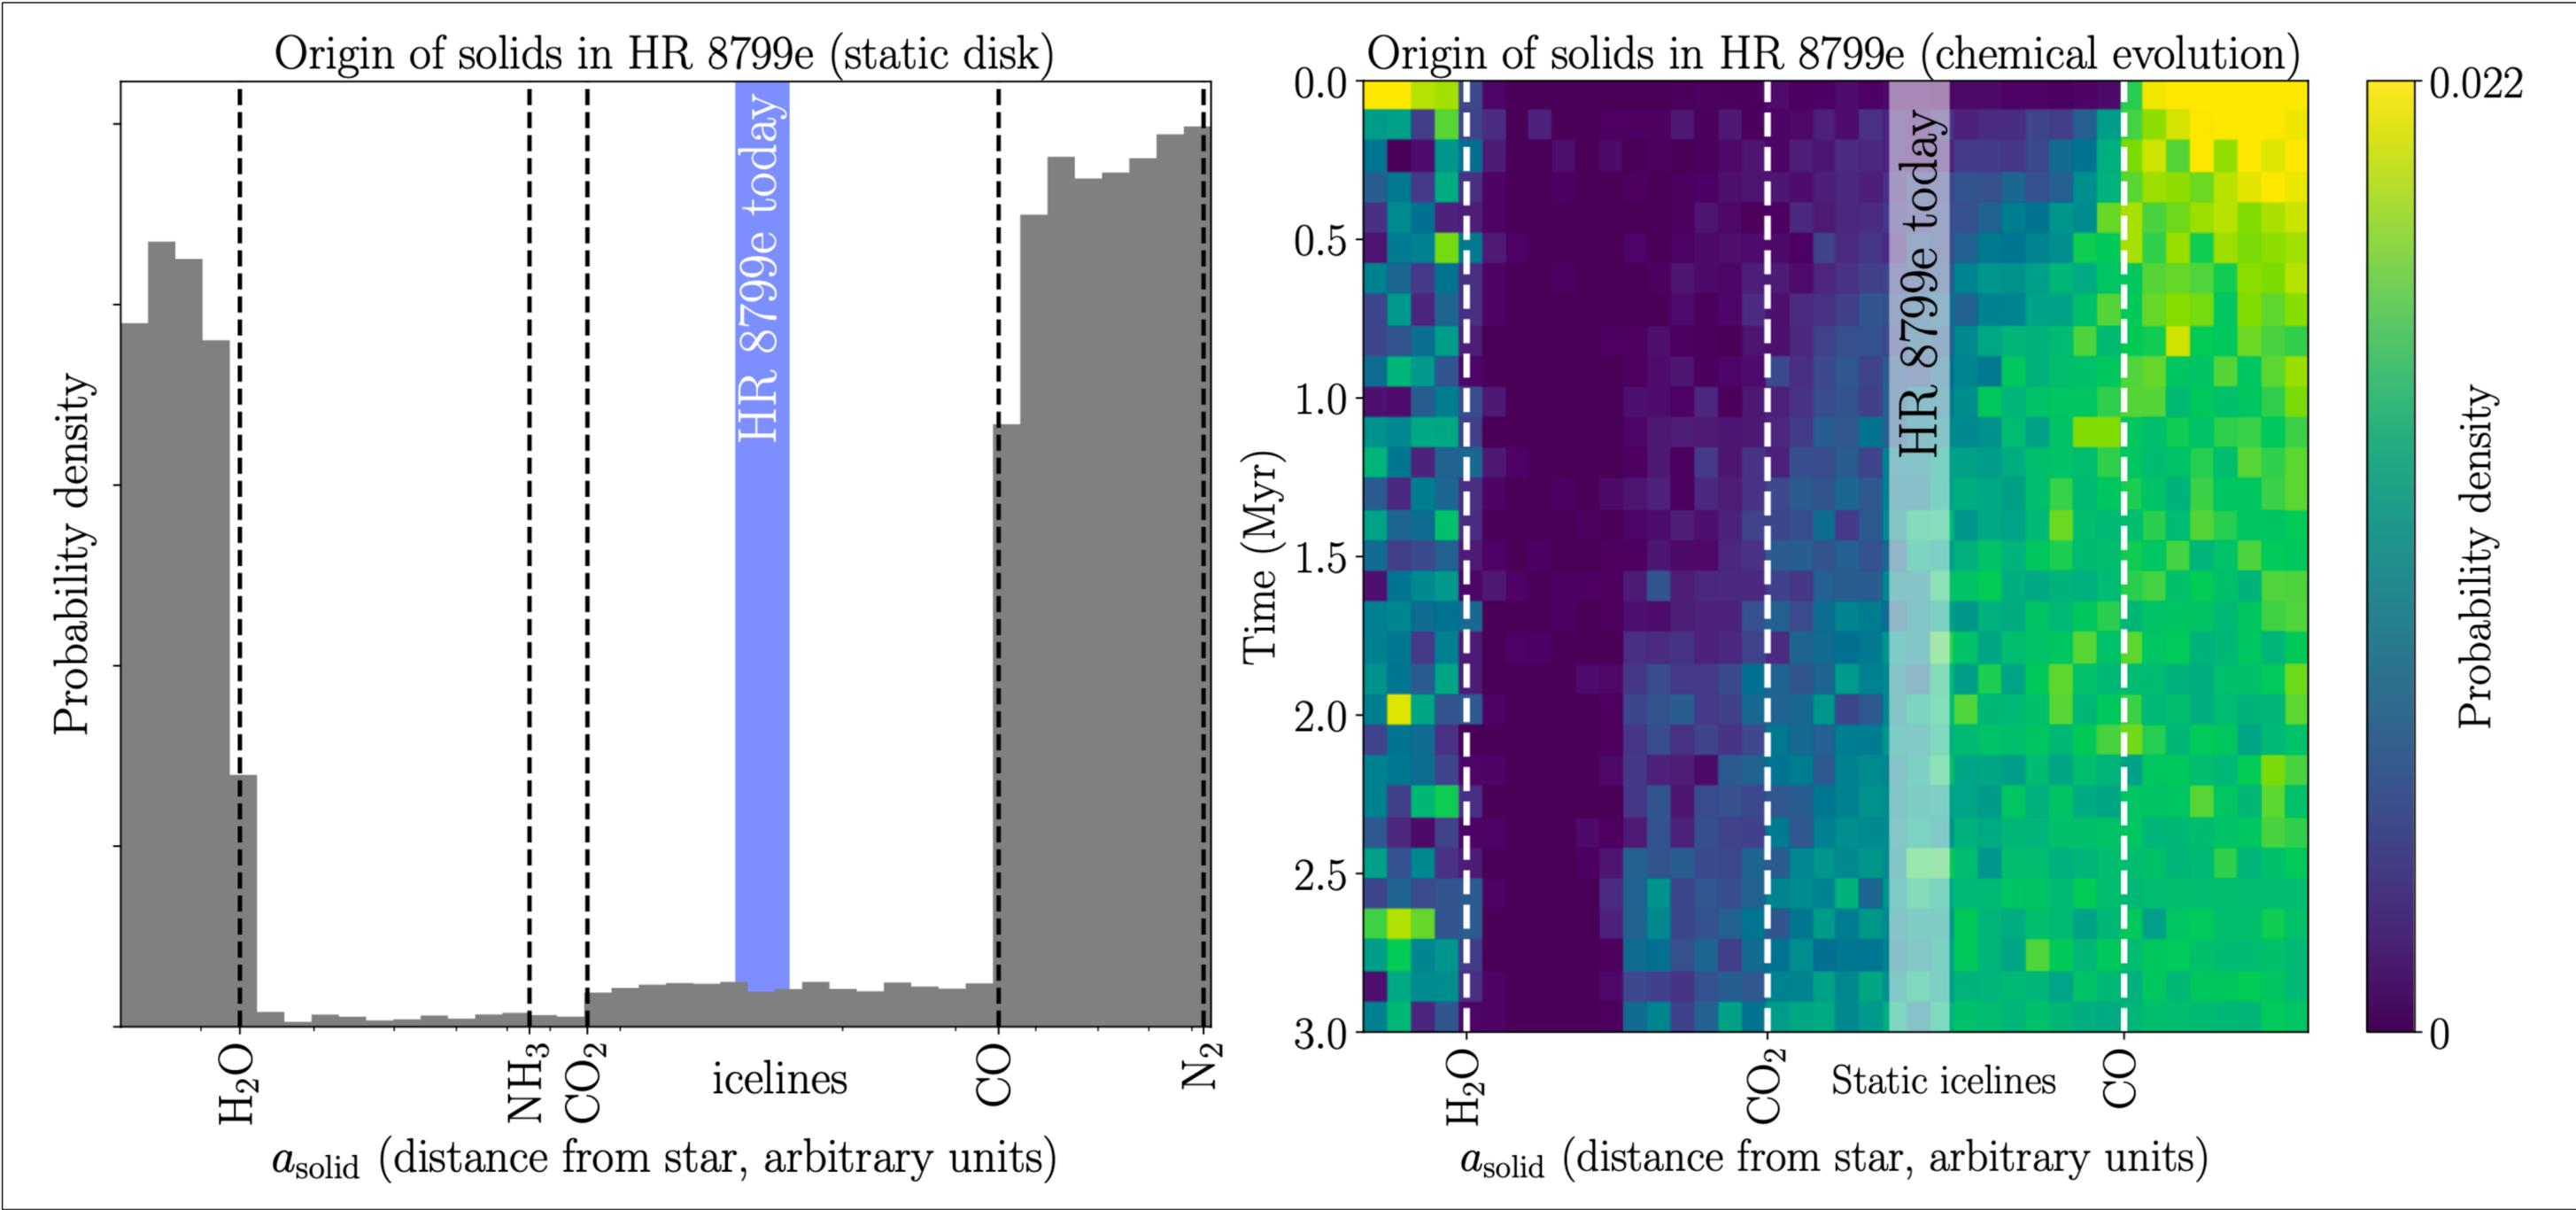 Origin of solids in HR 8799e (static disk)
Probability density
HR 8799e today
H₂O
NH₃
CO₂
icelines
CO
N₂
a_solid (distance from star, arbitrary units)
Origin of solids in HR 8799e (chemical evolution)
Time (Myr)
0.0
0.5
1.0
1.5
2.0
2.5
3.0
HR 8799e today
H₂O
CO₂
Static icelines
CO
a_solid (distance from star, arbitrary units)
0.022
0
Probability density